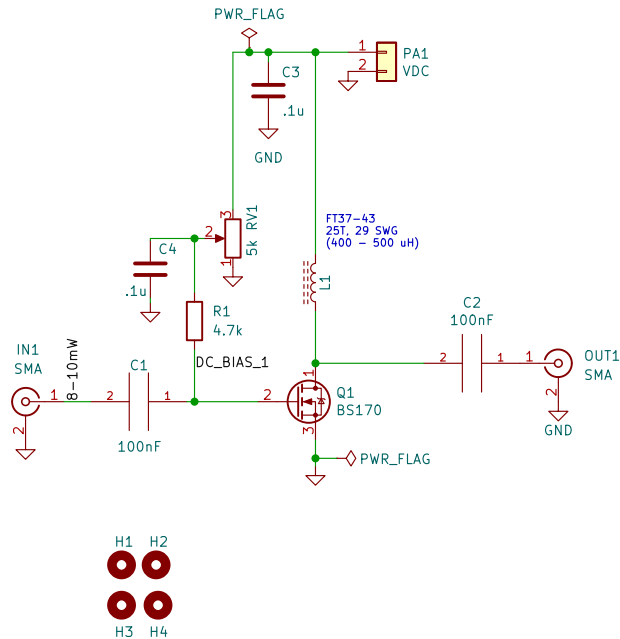 PWR_FLAG
1
PA1
2
VDC
C3
.1u
GND
3
2
1
5k RV1
FT37-43
25T, 29 SWG
(400 - 500 uH)
L1
C4
.1u
R1
4.7k
DC_BIAS_1
IN1
SMA
1
2
8-10mW
C1
2
1
100nF
2
1
3
Q1
BS170
C2
100nF
2
1
1
2
OUT1
SMA
GND
PWR_FLAG
H1 H2
H3 H4